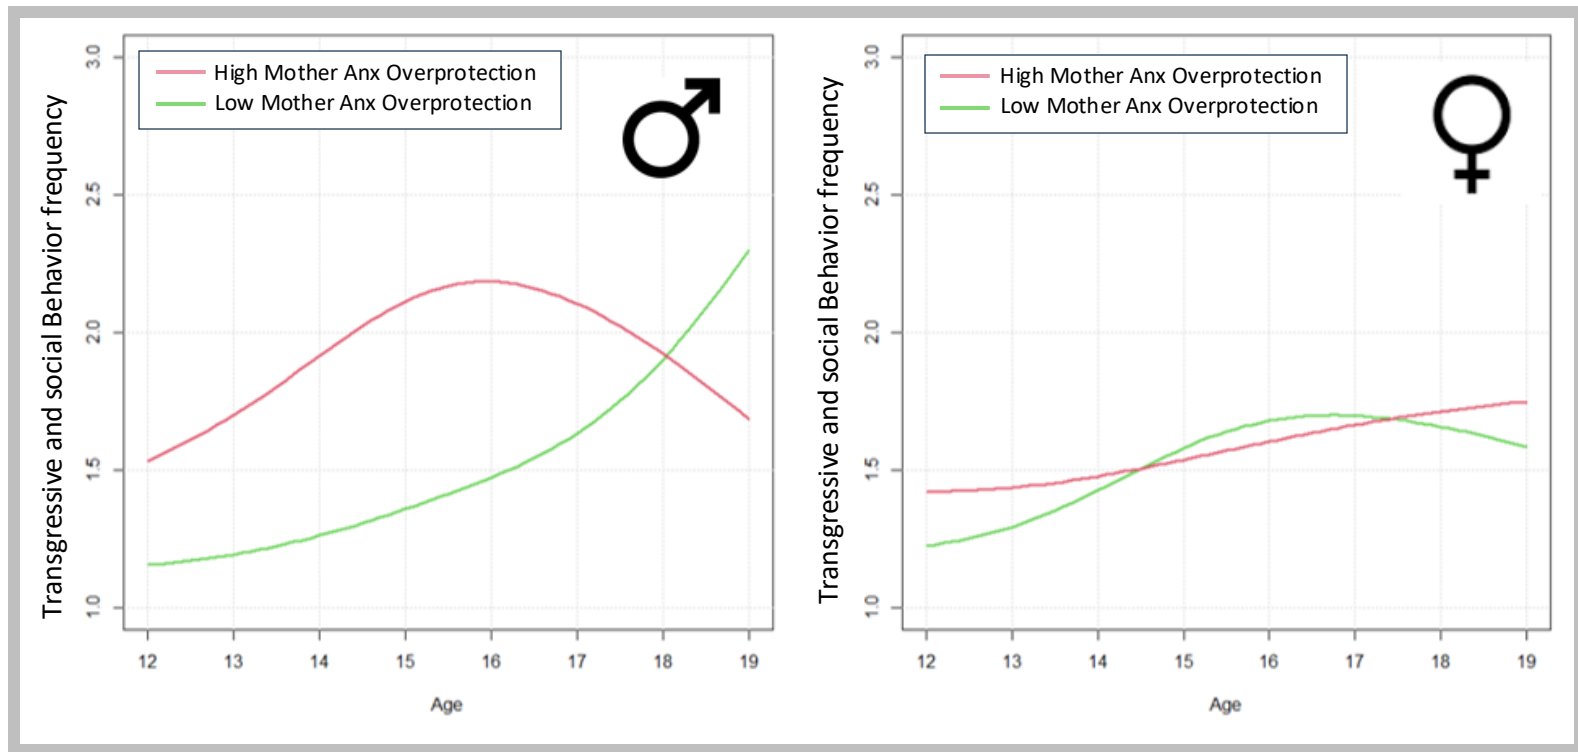 High Mother Anx Overprotection
Low Mother Anx Overprotection
Transgressive and social Behavior frequency
3.0
2.5
2.0
1.5
1.0
12 13 14 15 16 17 18 19
Age
High Mother Anx Overprotection
Low Mother Anx Overprotection
Transgressive and social Behavior frequency
3.0
2.5
2.0
1.5
1.0
12 13 14 15 16 17 18 19
Age